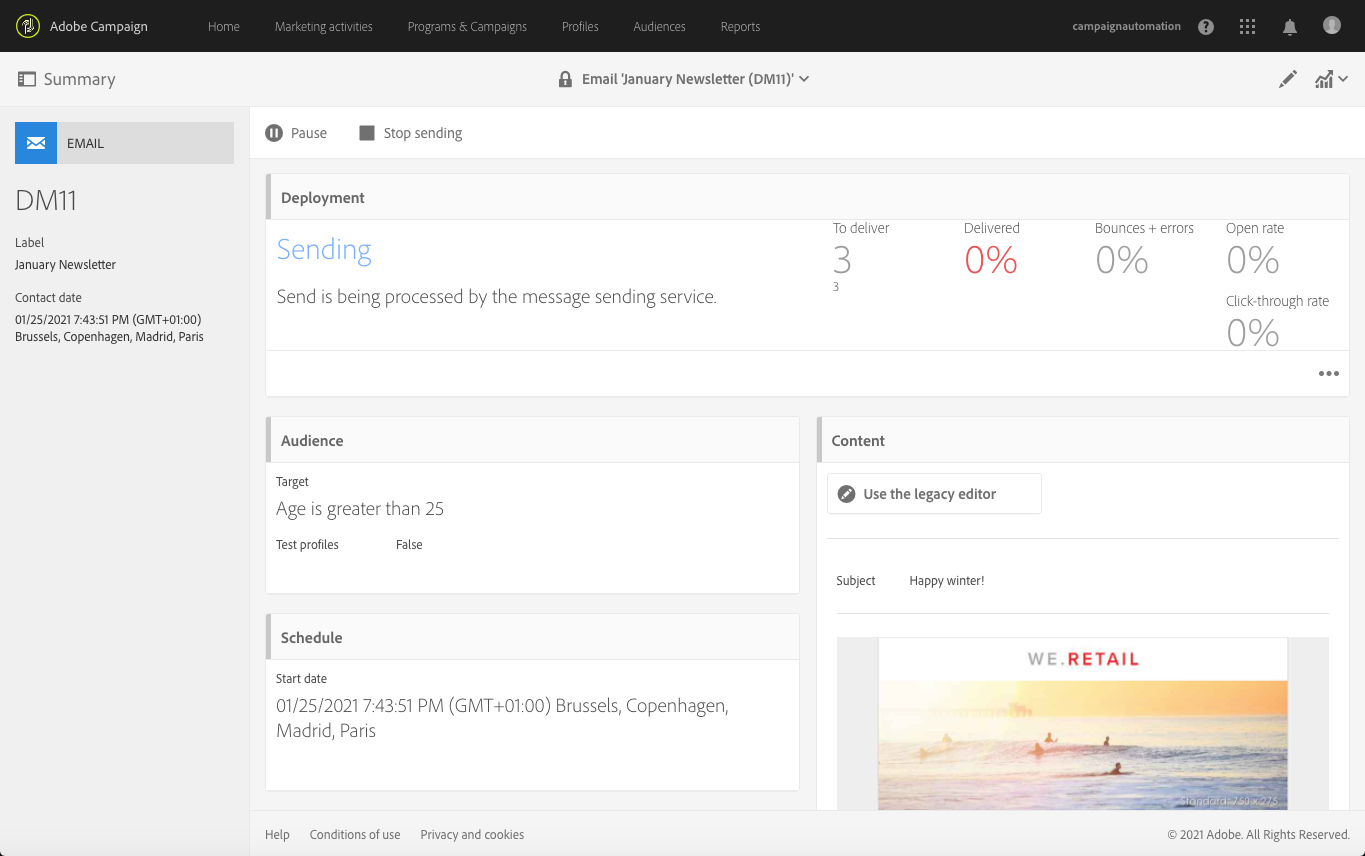 Adobe Campaign
Home
Marketing activities
Programs & Campaigns
Profiles
Audiences
Reports
campaignautomation
Summary
Email 'January Newsletter (DM11)'
EMAIL
DM11
Label
January Newsletter
Contact date
01/25/2021 7:43:51 PM (GMT+01:00)
Brussels, Copenhagen, Madrid, Paris
Pause
Stop sending
Deployment
Sending
Send is being processed by the message sending service.
To deliver
3
3
Delivered
0%
Bounces + errors
0%
Open rate
0%
Click-through rate
0%
Audience
Target
Age is greater than 25
Test profiles
False
Schedule
Start date
01/25/2021 7:43:51 PM (GMT+01:00) Brussels, Copenhagen,
Madrid, Paris
Content
Use the legacy editor
Subject
Happy winter!
WE.RETAIL
Standard: 750 x 275
Help
Conditions of use
Privacy and cookies
© 2021 Adobe. All Rights Reserved.